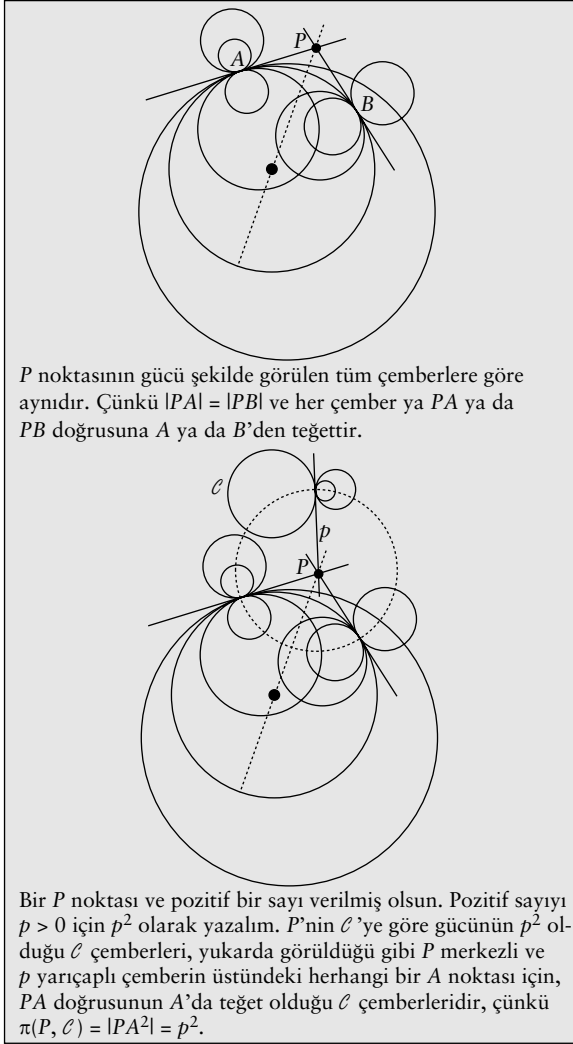 P
A
B
P noktasının gücü şekilde görülen tüm çemberlere göre
aynıdır. Çünkü |PA| = |PB| ve her çember ya PA ya da
PB doğrusuna A ya da B’den teğettir.
𝒞
p
P
Bir P noktası ve pozitif bir sayı verilmiş olsun. Pozitif sayıyı
p > 0 için p² olarak yazalım. P’nin 𝒞 ’ye göre gücünün p² ol-
duğu 𝒞 çemberleri, yukarda görüldüğü gibi P merkezli ve
p yarıçaplı çemberin üstündeki herhangi bir A noktası için,
PA doğrusunun A’da teğet olduğu 𝒞 çemberleridir, çünkü
π(P, 𝒞 ) = |PA²| = p².